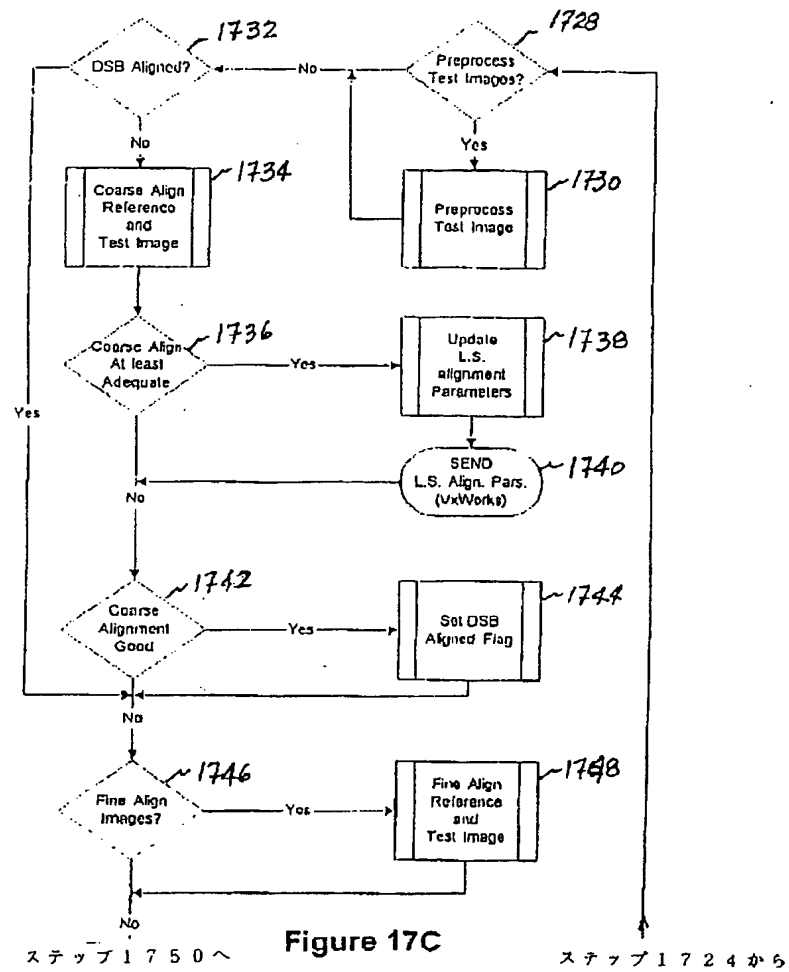 1732
DSB Aligned?
No
1728
Preprocess
Test Images?
No
Yes
1734
Coarse Align
Reference
and
Test Image
1730
Preprocess
Test Image
1736
Coarse Align
At least
Adequate
Yes
1738
Update
L.S.
alignment
Parameters
Yes
No
1740
SEND
L.S. Align. Pars.
(VxWorks)
1742
Coarse
Alignment
Good
Yes
1744
Set DSB
Aligned Flag
No
1746
Fine Align
Images?
Yes
1748
Fine Align
Reference
and
Test Image
No
Figure 17C
ステップ1750へ
ステップ1724から